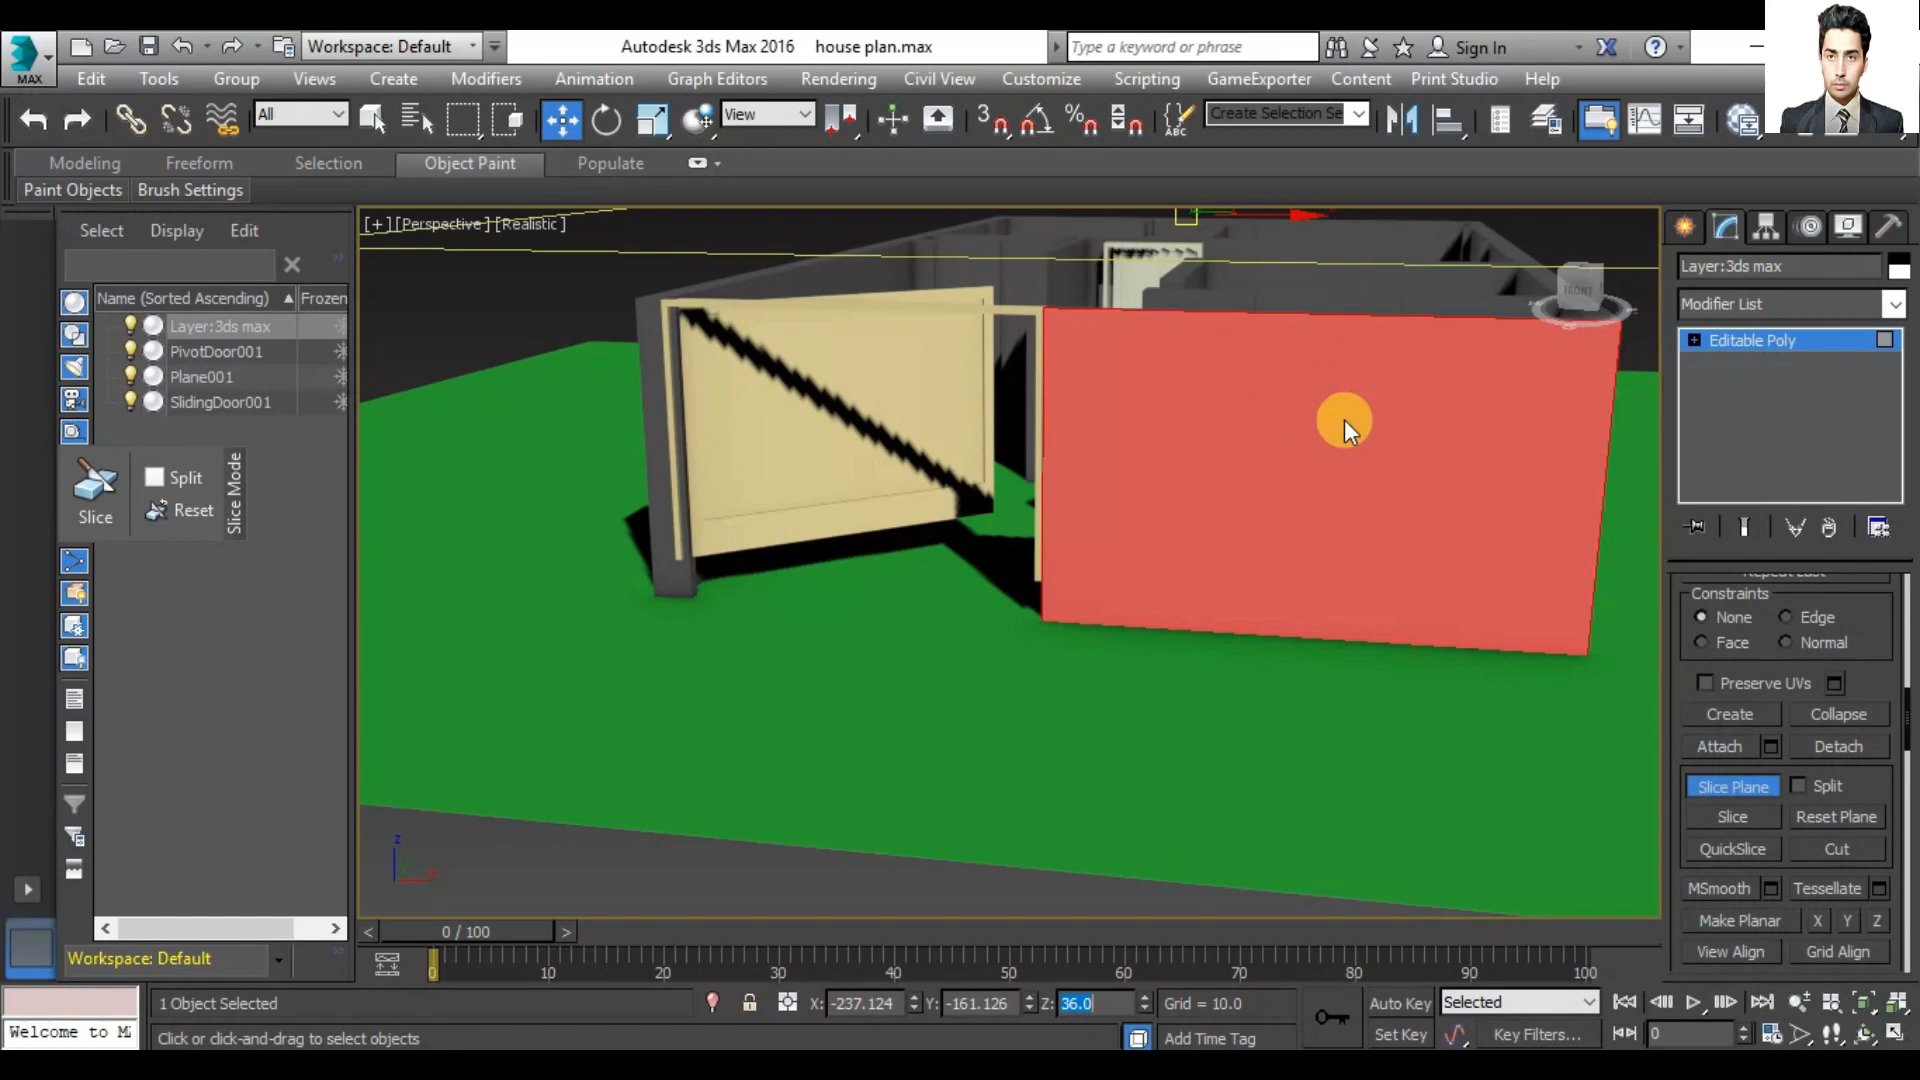 MAX
Workspace: Default
Autodesk 3ds Max 2016 house plan.max
Type a keyword or phrase
Sign In
Edit Tools Group Views Create Modifiers Animation Graph Editors Rendering Civil View Customize Scripting GameExporter Content Print Studio Help
All
View
3
%
ABC
Create Selection Se
Modeling Freeform Selection Object Paint Populate
Paint Objects Brush Settings
Select Display Edit
Name (Sorted Ascending) Frozen
Layer:3ds max
PivotDoor001
Plane001
SlidingDoor001
Slice
Split
Reset
Slice Mode
Workspace: Default
[+][Perspective][Realistic]
FRONT
z
x
Layer:3ds max
Modifier List
Editable Poly
Repeat Last
Constraints
None Edge
Face Normal
Preserve UVs
Create Collapse
Attach Detach
Slice Plane Split
Slice Reset Plane
QuickSlice Cut
MSmooth Tessellate
Make Planar X Y Z
View Align Grid Align
< 0 / 100 >
0 10 20 30 40 50 60 70 80 90 100
1 Object Selected
X: -237.124 Y: -161.126 Z: 36.0
Grid = 10.0
Auto Key Selected
Welcome to M
Click or click-and-drag to select objects
Add Time Tag
Set Key Key Filters...
0